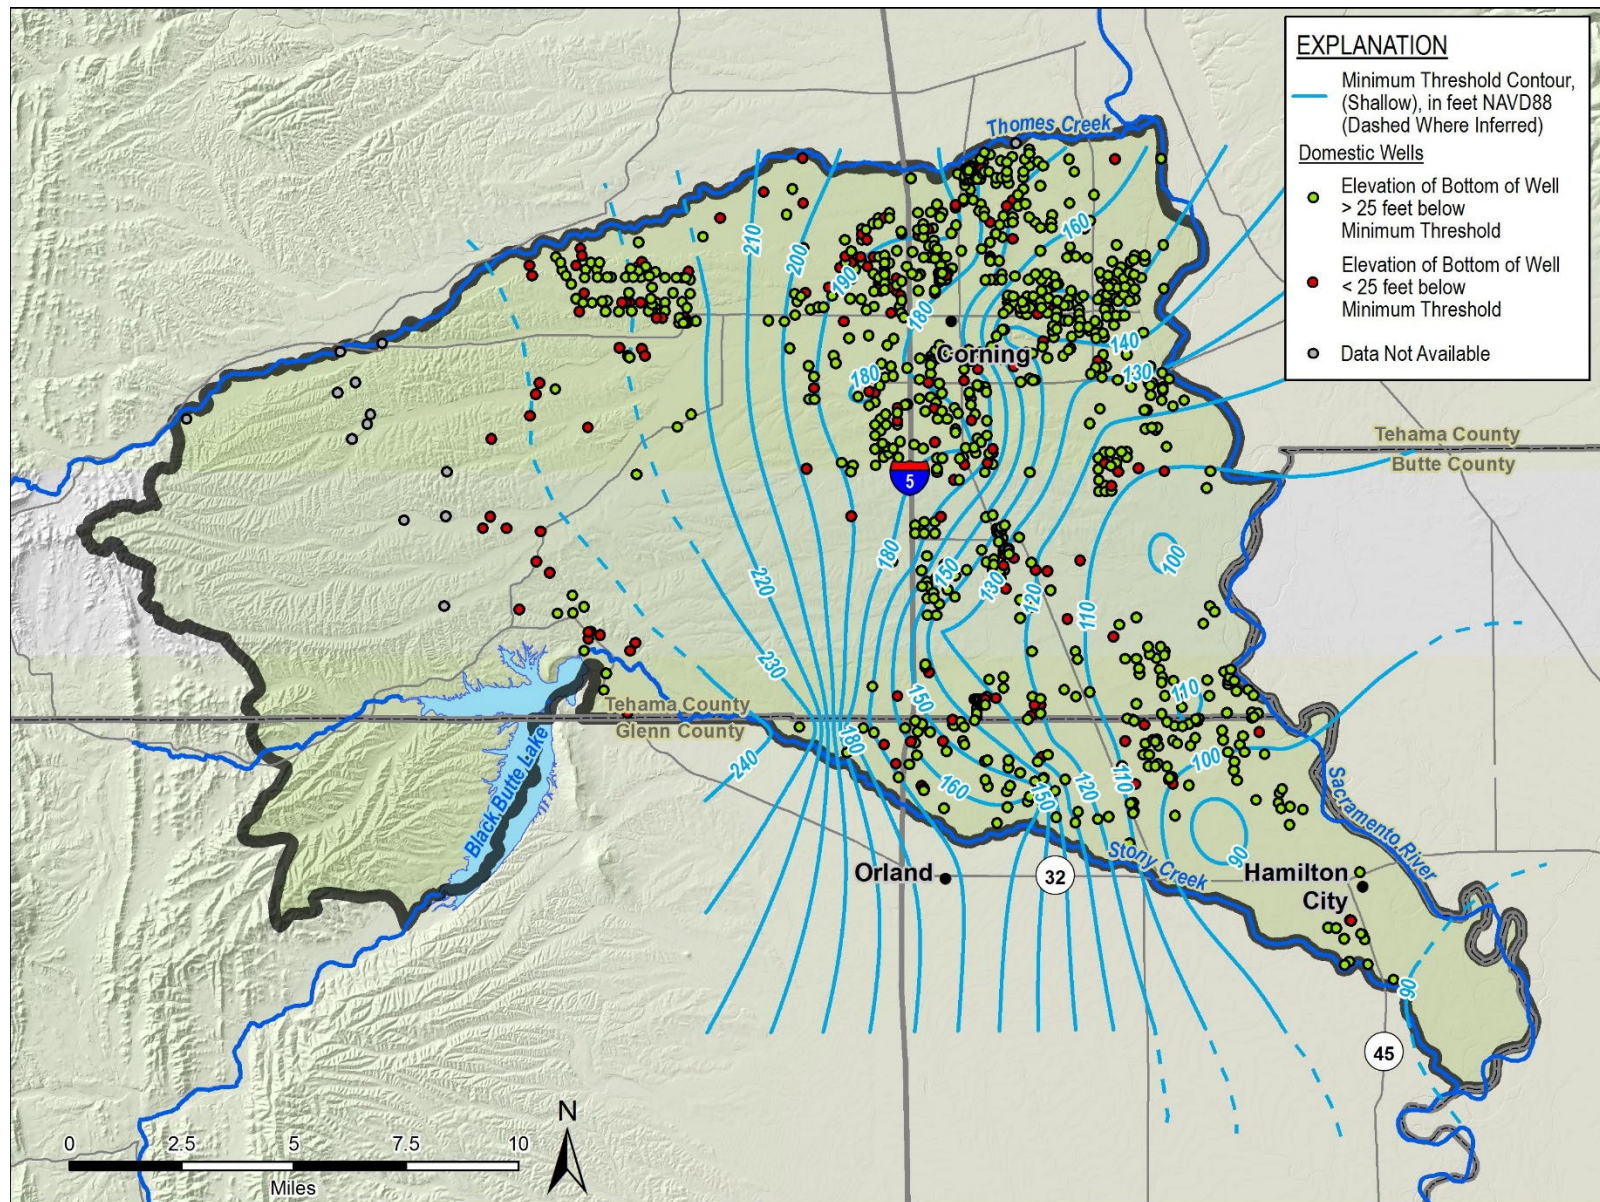 EXPLANATION
Minimum Threshold Contour,
(Shallow), in feet NAVD88
(Dashed Where Inferred)
Domestic Wells
Elevation of Bottom of Well
> 25 feet below
Minimum Threshold
Elevation of Bottom of Well
< 25 feet below
Minimum Threshold
Data Not Available
Thomes Creek
210
200
190
180
160
Corning
140
130
180
Tehama County
Butte County
5
220
180
150
130
120
110
100
230
Tehama County
Glenn County
240
180
150
160
150
120
110
110
100
90
Black Butte Lake
Sacramento River
Stony Creek
Orland
32
Hamilton
City
90
45
N
0 2.5 5 7.5 10
Miles